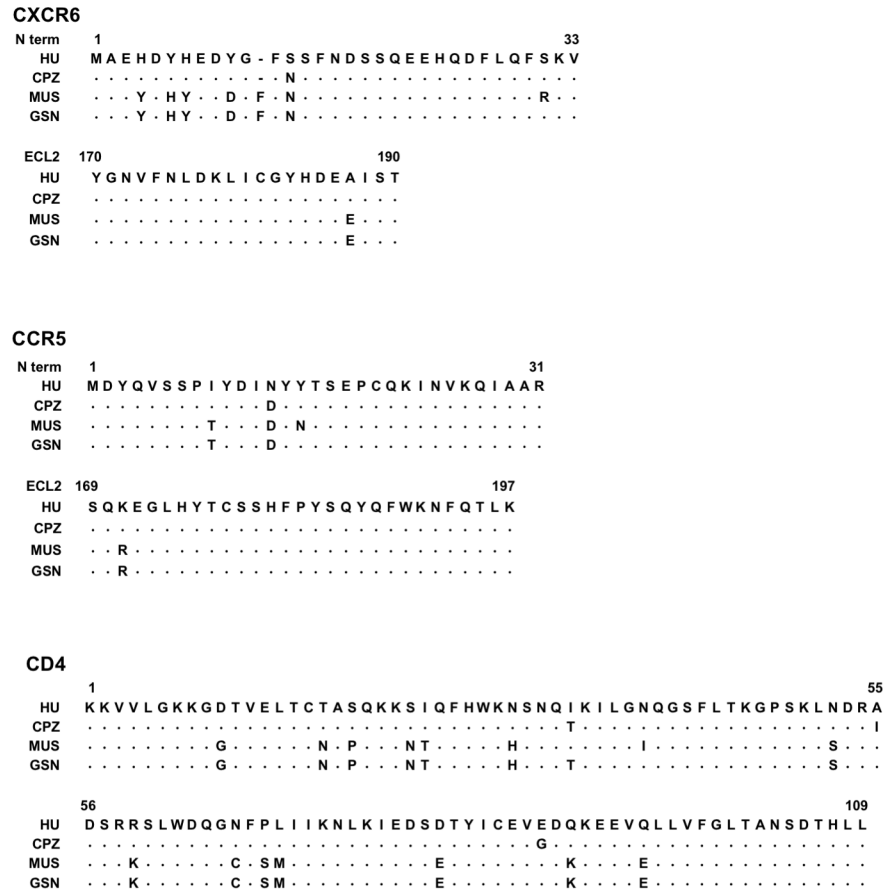 CXCR6
N term 1 33
HU M A E H D Y H E D Y G - F S S F N D S S Q E E H Q D F L Q F S K V
CPZ . . . . . . . . . . . - . N . . . . . . . . . . . . . . . . . . .
MUS . . . Y . H Y . . D . F . N . . . . . . . . . . . . . . . . R . .
GSN . . . Y . H Y . . D . F . N . . . . . . . . . . . . . . . . . . .
ECL2 170 190
HU Y G N V F N L D K L I C G Y H D E A I S T
CPZ . . . . . . . . . . . . . . . . . . . . .
MUS . . . . . . . . . . . . . . . . . E . . .
GSN . . . . . . . . . . . . . . . . . E . . .
CCR5
N term 1 31
HU M D Y Q V S S P I Y D I N Y Y T S E P C Q K I N V K Q I A A R
CPZ . . . . . . . . . . . . D . . . . . . . . . . . . . . . . . .
MUS . . . . . . . . T . . . D . N . . . . . . . . . . . . . . . .
GSN . . . . . . . . T . . . D . . . . . . . . . . . . . . . . . .
ECL2 169 197
HU S Q K E G L H Y T C S S H F P Y S Q Y Q F W K N F Q T L K
CPZ . . . . . . . . . . . . . . . . . . . . . . . . . . . . .
MUS . . R . . . . . . . . . . . . . . . . . . . . . . . . . .
GSN . . R . . . . . . . . . . . . . . . . . . . . . . . . . .
CD4
1 55
HU K K V V L G K K G D T V E L T C T A S Q K K S I Q F H W K N S N Q I K I L G N Q G S F L T K G P S K L N D R A
CPZ . . . . . . . . . . . . . . . . . . . . . . . . . . . . . . . . . T . . . . . . . . . . . . . . . . . . . . I
MUS . . . . . . . . . G . . . . . . N . P . . . N T . . . . . H . . . . . . . . I . . . . . . . . . . . . S . . .
GSN . . . . . . . . . G . . . . . . N . P . . . N T . . . . . H . . . T . . . . . . . . . . . . . . . . . S . . .
56 109
HU D S R R S L W D Q G N F P L I I K N L K I E D S D T Y I C E V E D Q K E E V Q L L V F G L T A N S D T H L L
CPZ . . . . . . . . . . . . . . . . . . . . . . . . . . . . . . . G . . . . . . . . . . . . . . . . . . . . . .
MUS . . . K . . . . . . C . S M . . . . . . . . . . E . . . . . . . . K . . . . E . . . . . . . . . . . . . . .
GSN . . . K . . . . . . C . S M . . . . . . . . . . E . . . . . . . . K . . . . E . . . . . . . . . . . . . . .